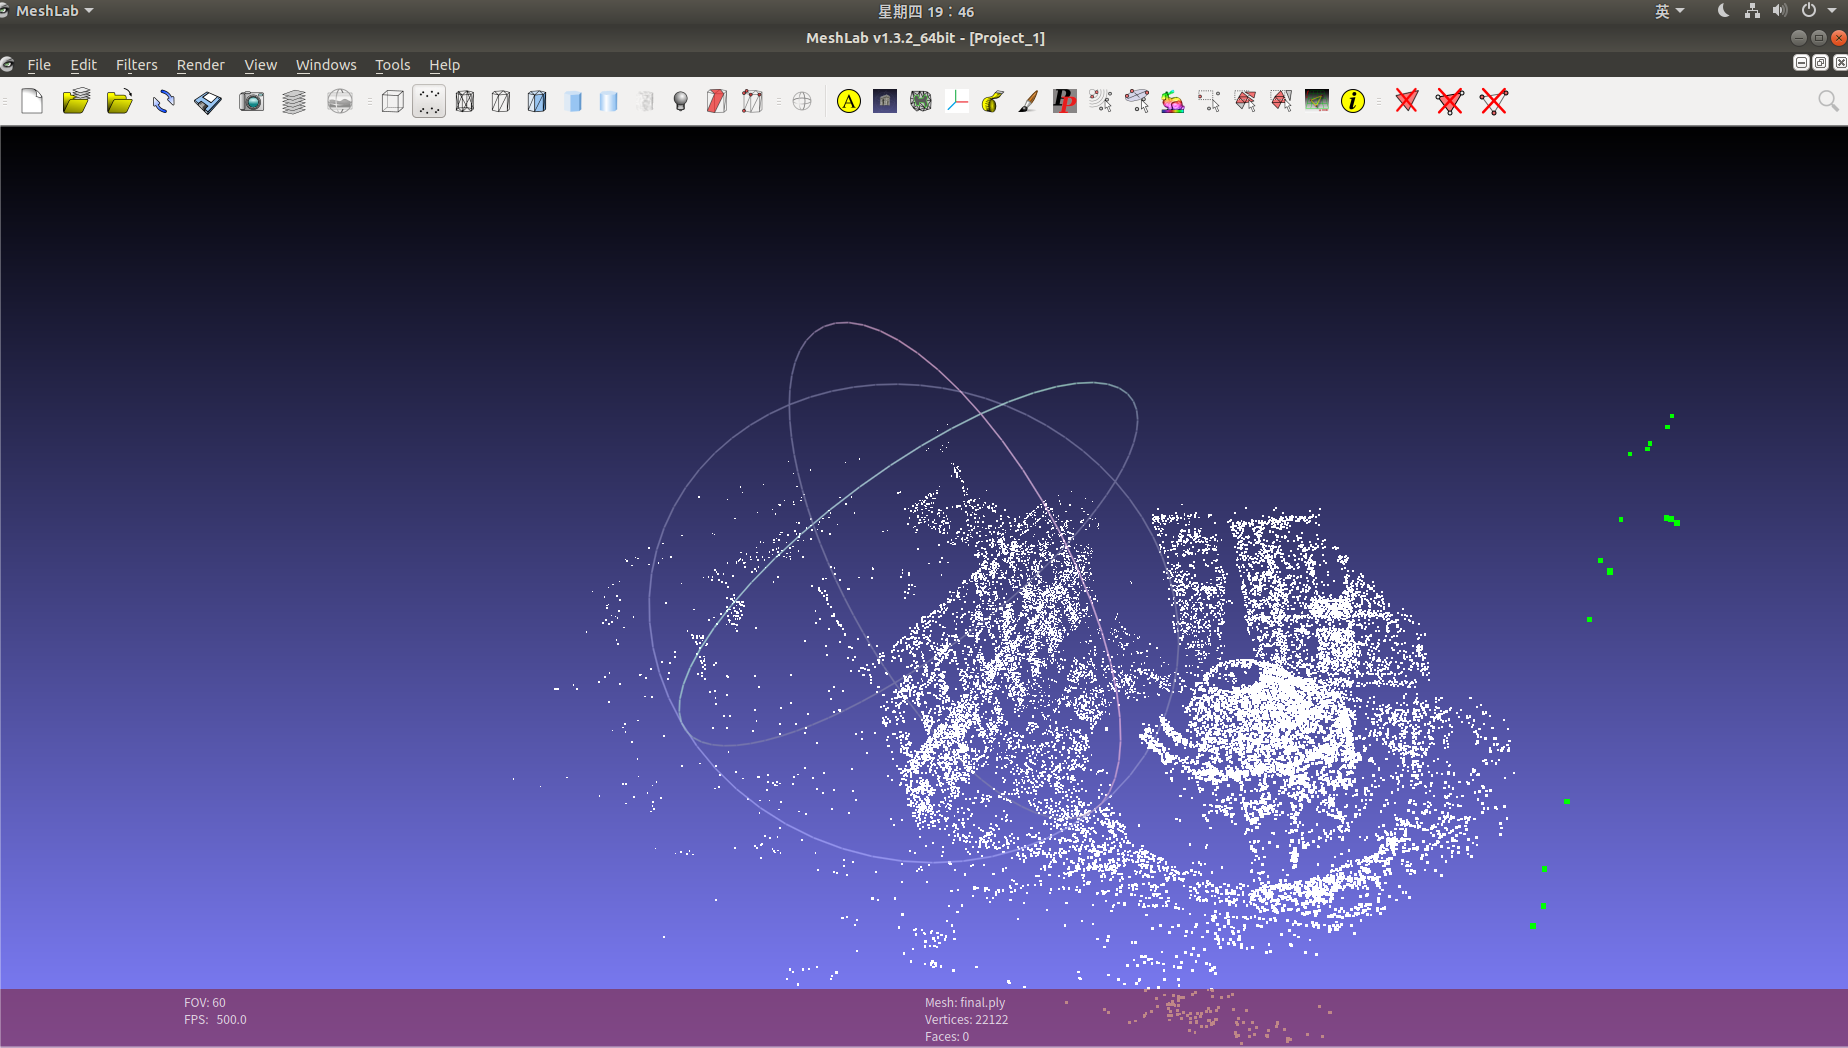 MeshLab
星期四 19：46
英
MeshLab v1.3.2_64bit - [Project_1]
File Edit Filters Render View Windows Tools Help
A
PP
i
FOV: 60
FPS: 500.0
Mesh: final.ply
Vertices: 22122
Faces: 0